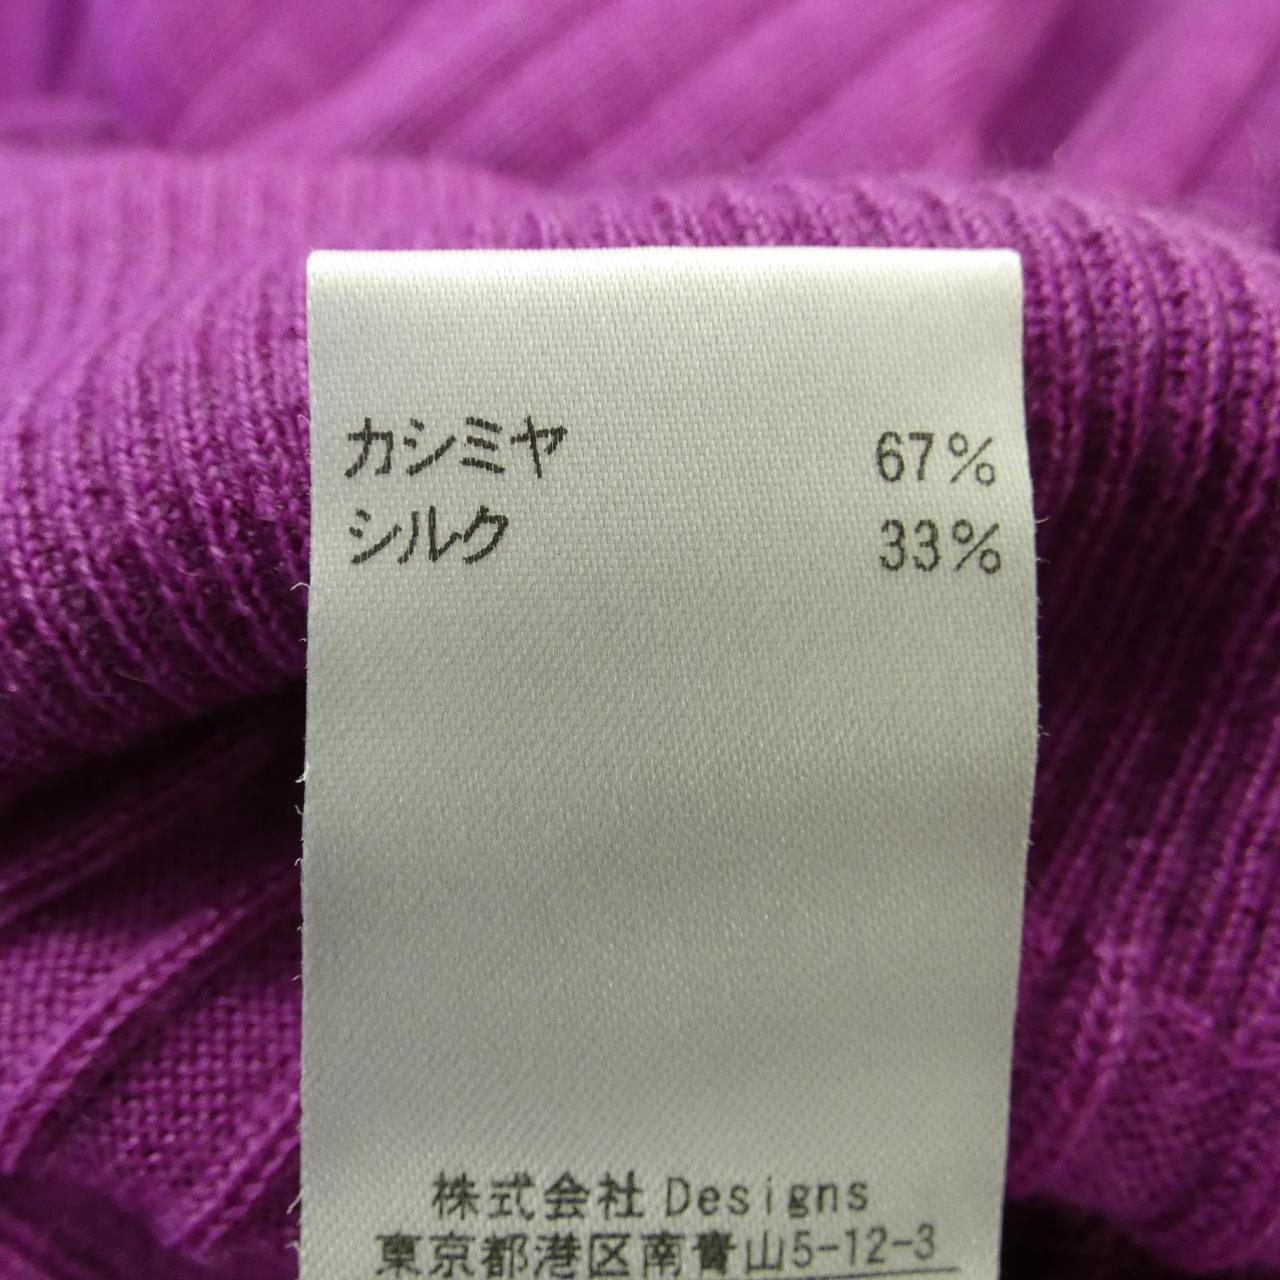 カシミヤ 67%
シルク 33%
株式会社 Designs
東京都港区南青山5-12-3